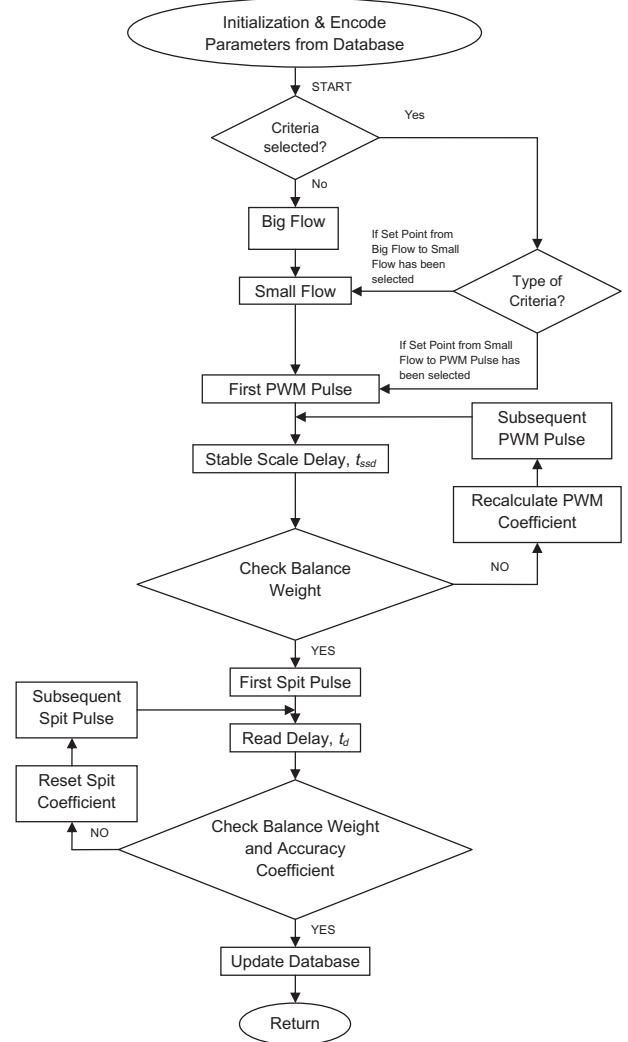 Initialization & Encode
Parameters from Database
START
Yes
Criteria
selected?
No
Big Flow
If Set Point from
Big Flow to Small
Flow has been
selected
Type of
Criteria?
Small Flow
If Set Point from Small
Flow to PWM Pulse has
been selected
First PWM Pulse
Subsequent
PWM Pulse
Stable Scale Delay, tssd
Recalculate PWM
Coefficient
Check Balance
Weight
NO
YES
First Spit Pulse
Subsequent
Spit Pulse
Read Delay, td
Reset Spit
Coefficient
NO
Check Balance Weight
and Accuracy
Coefficient
YES
Update Database
Return